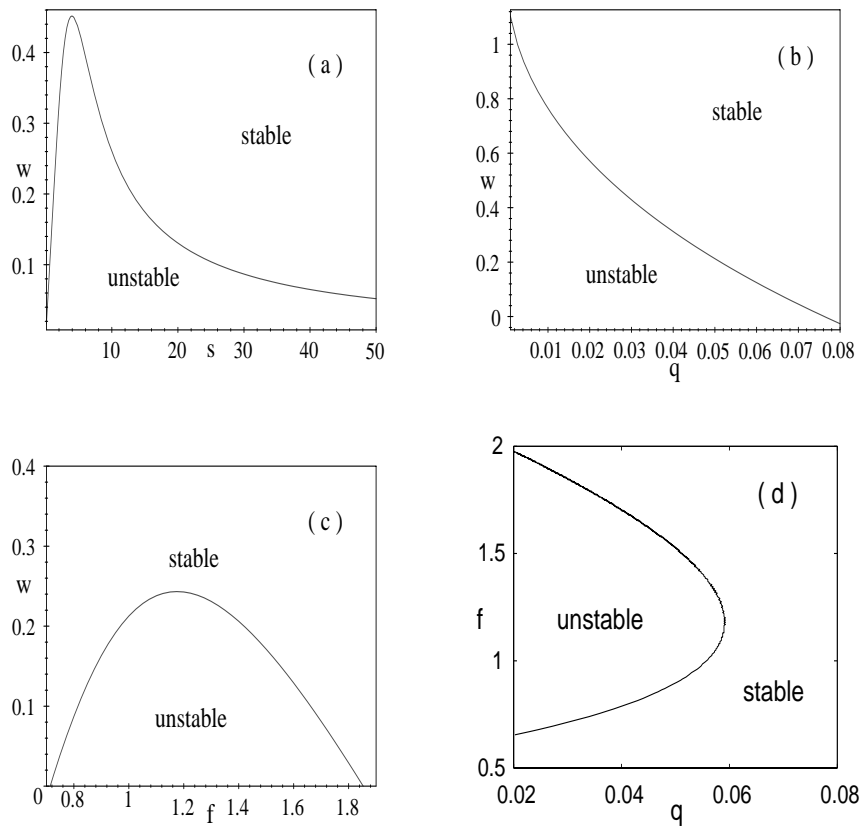 ( a )
0.4
w
0.2
0.1
stable
unstable
10
20
30
40
50
s
( b )
1
0.8
0.6
w
0.4
0.2
0
stable
unstable
0.01
0.02
0.03
0.04
0.05
0.06
0.07
0.08
q
( c )
0.4
0.3
w
0.2
0.1
0
stable
unstable
0.8
1
1.2
1.4
1.6
1.8
f
( d )
2
1.5
f
1
0.5
unstable
stable
0.02
0.04
0.06
0.08
q